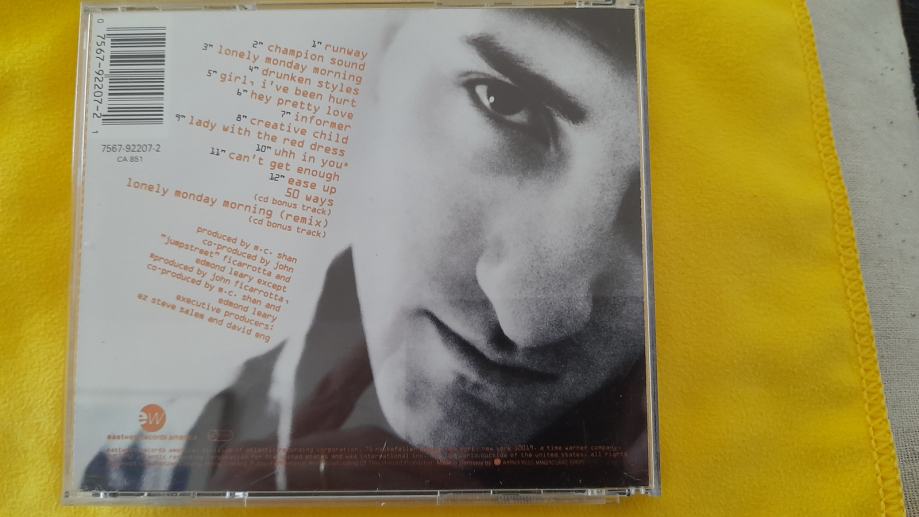 0 7567-92207-2 1
7567-92207-2
CA 851
1" runway
2" champion sound
3" lonely monday morning
4" drunken styles
5" girl, i've been hurt
6" hey pretty love
7" informer
8" creative child
9" lady with the red dress
10" uhh in you*
11" can't get enough
12" ease up
50 ways
(cd bonus track)
lonely monday morning (remix)
(cd bonus track)
produced by m.c. shan
co-produced by john
"jumpstreet" ficarrotta and
edmond leary except
*produced by john ficarrotta,
co-produced by m.c. shan and
edmond leary
executive producers:
ez steve salem and david eng
ew
eastwest records america